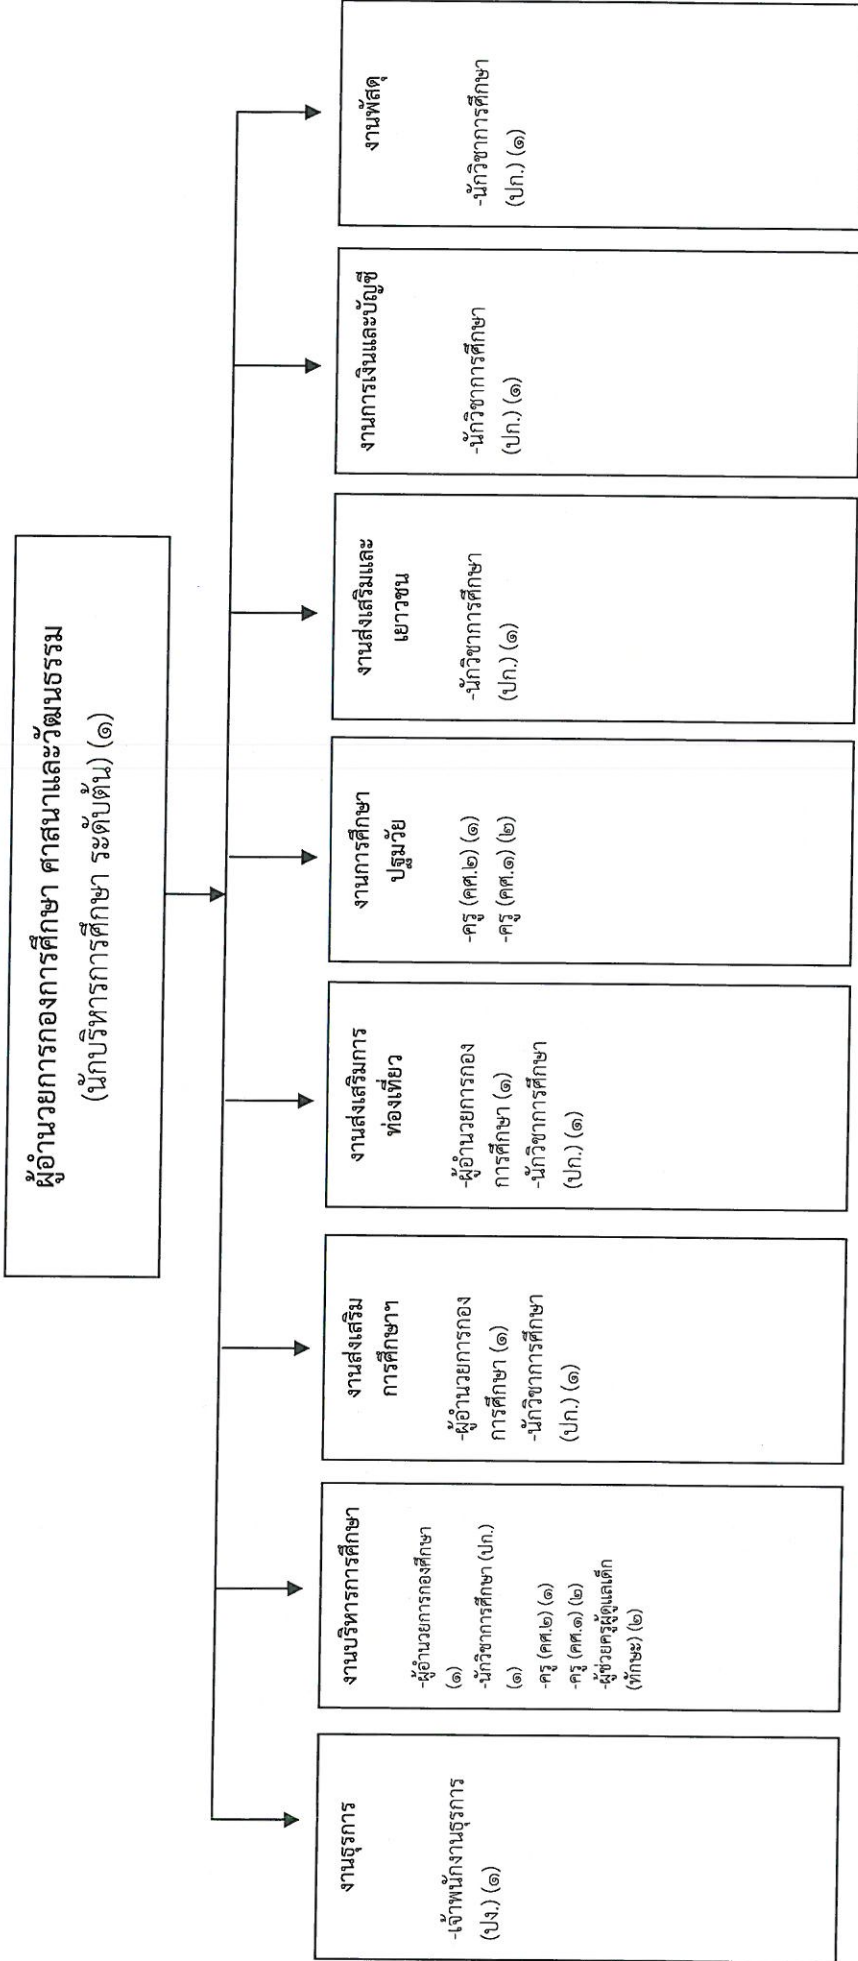 ผู้อำนวยการกองการศึกษา ศาสนาและวัฒนธรรม
(นักบริหารการศึกษา ระดับต้น) (๑)
งานธุรการ
-เจ้าพนักงานธุรการ
(ปง.) (๑)
งานบริหารการศึกษา
-ผู้อำนวยการกองศึกษา
(๑)
-นักวิชาการศึกษา (ปก.)
(๑)
-ครู (คศ.๒) (๑)
-ครู (คศ.๑) (๒)
-ผู้ช่วยครูผู้ดูแลเด็ก
(ทักษะ) (๒)
งานส่งเสริม
การศึกษาฯ
-ผู้อำนวยการกอง
การศึกษา (๑)
-นักวิชาการศึกษา
(ปก.) (๑)
งานส่งเสริมการ
ท่องเที่ยว
-ผู้อำนวยการกอง
การศึกษา (๑)
-นักวิชาการศึกษา
(ปก.) (๑)
งานการศึกษา
ปฐมวัย
-ครู (คศ.๒) (๑)
-ครู (คศ.๑) (๒)
งานส่งเสริมและ
เยาวชน
-นักวิชาการศึกษา
(ปก.) (๑)
งานการเงินและบัญชี
-นักวิชาการศึกษา
(ปก.) (๑)
งานพัสดุ
-นักวิชาการศึกษา
(ปก.) (๑)